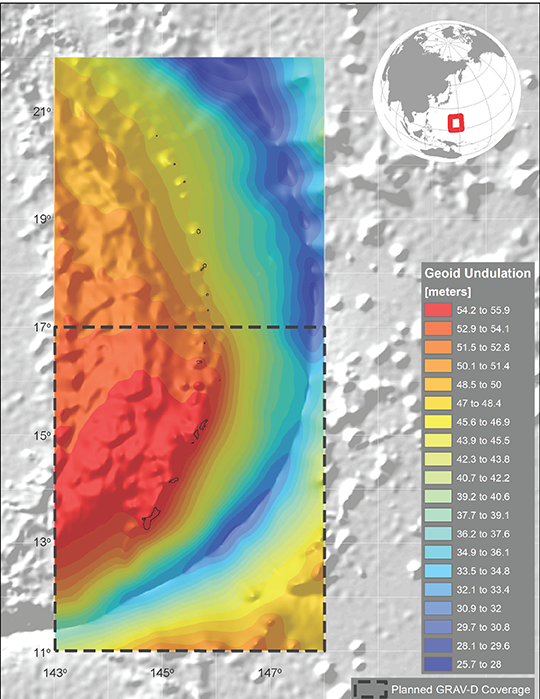 21°
19°
17°
15°
13°
11°
143°
145°
147°
Geoid Undulation
[meters]
54.2 to 55.9
52.9 to 54.1
51.5 to 52.8
50.1 to 51.4
48.5 to 50
47 to 48.4
45.6 to 46.9
43.9 to 45.5
42.3 to 43.8
40.7 to 42.2
39.2 to 40.6
37.7 to 39.1
36.2 to 37.6
34.9 to 36.1
33.5 to 34.8
32.1 to 33.4
30.9 to 32
29.7 to 30.8
28.1 to 29.6
25.7 to 28
Planned GRAV-D Coverage